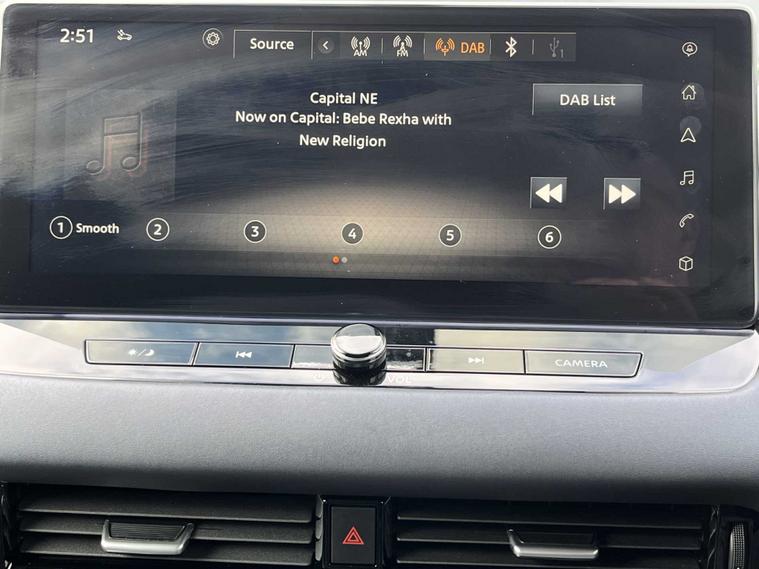 2:51
Source
AM
FM
DAB
1
Capital NE
Now on Capital: Bebe Rexha with
New Religion
DAB List
1 Smooth
2
3
4
5
6
VOL
CAMERA